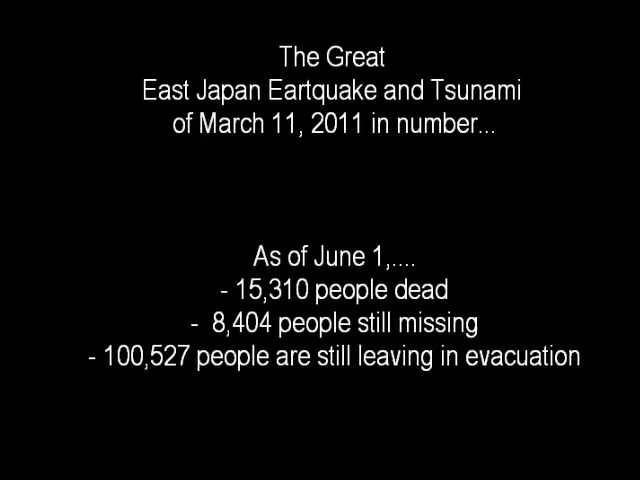 The Great
East Japan Eartquake and Tsunami
of March 11, 2011 in number...
As of June 1,....
- 15,310 people dead
- 8,404 people still missing
- 100,527 people are still leaving in evacuation